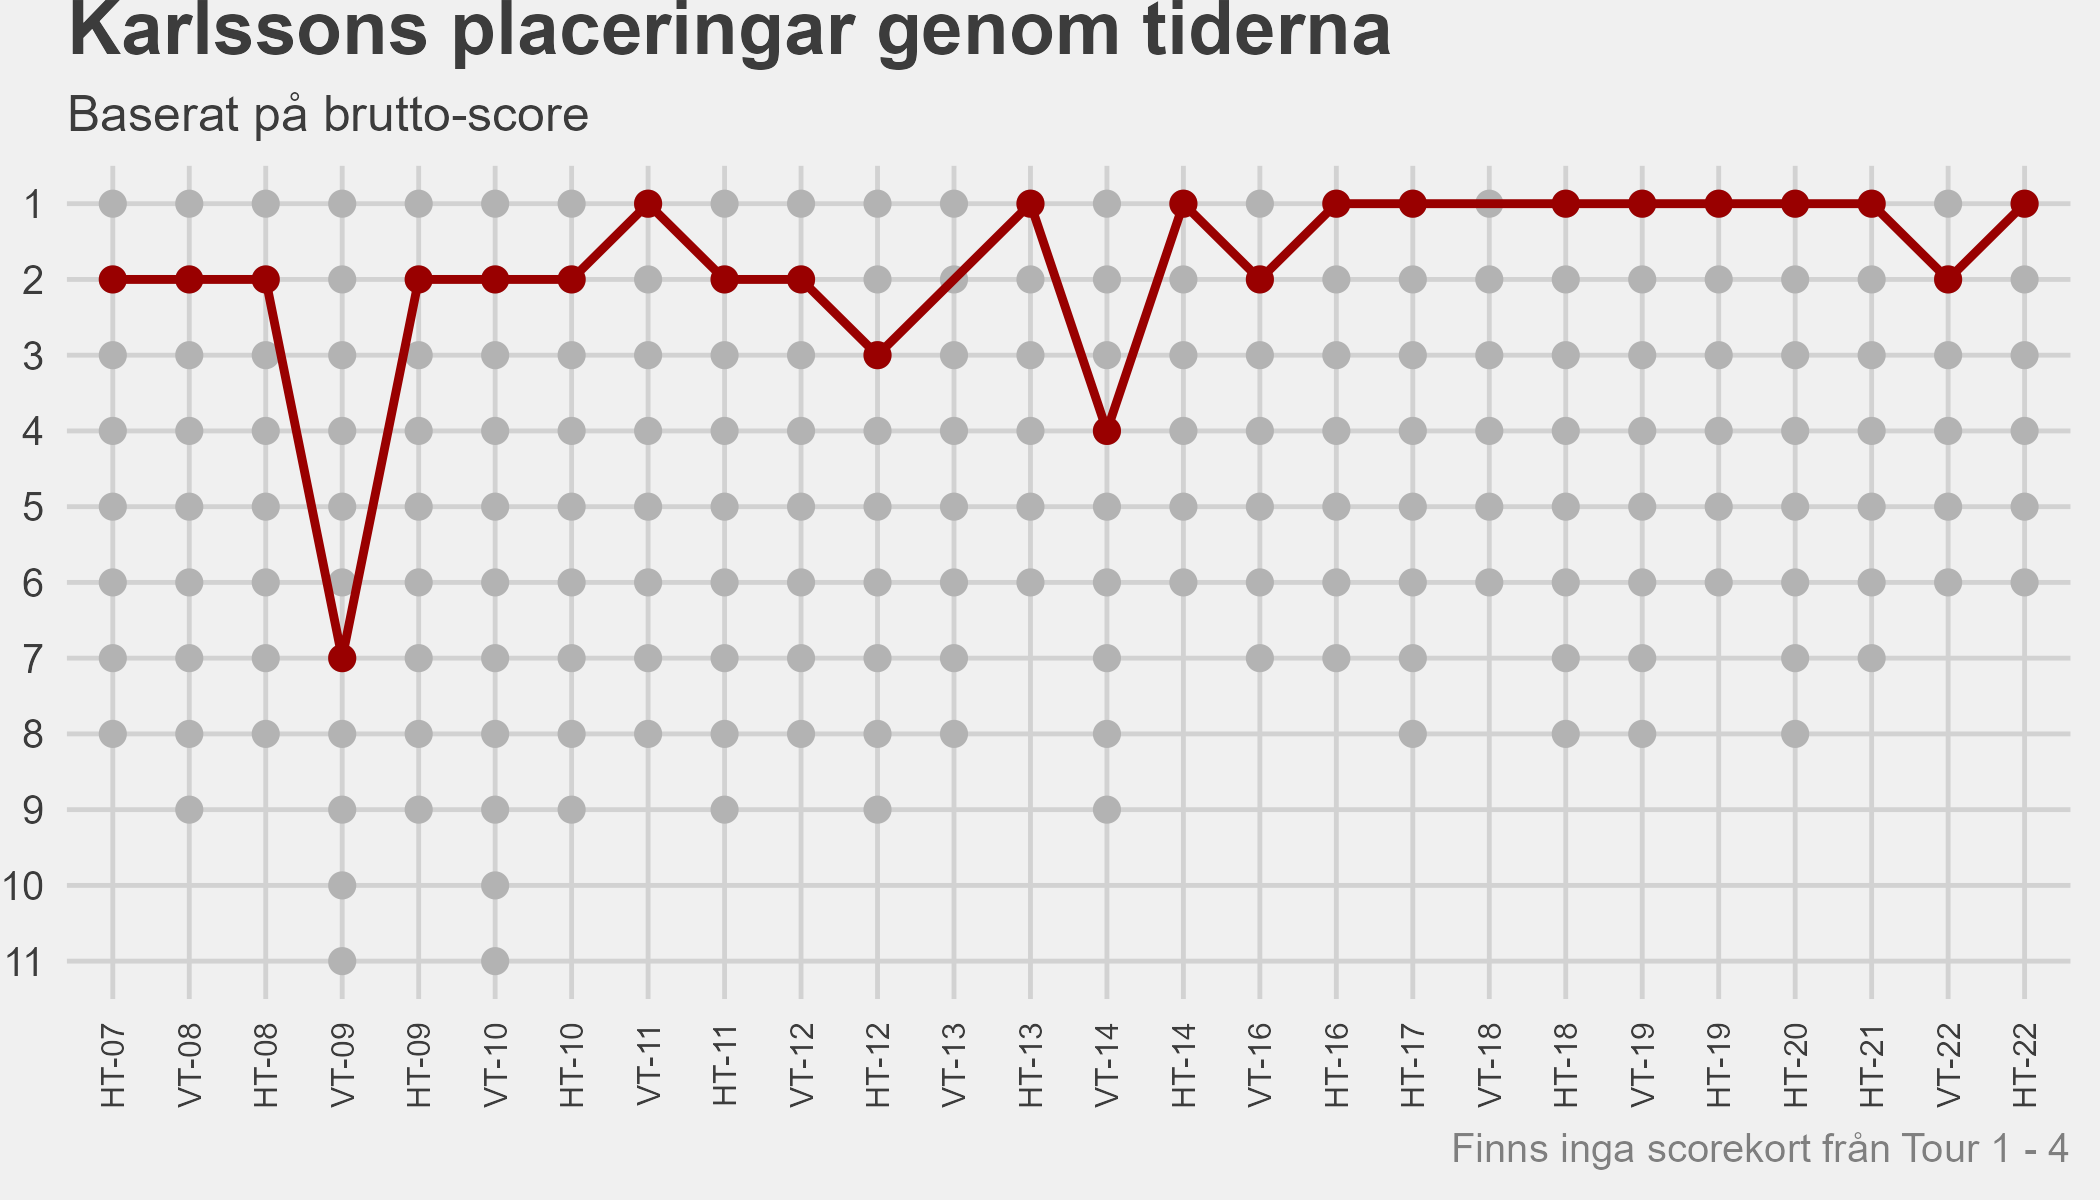 Karlssons placeringar genom tiderna
Baserat på brutto-score
1
2
3
4
5
6
7
8
9
10
11
HT-07
VT-08
HT-08
VT-09
HT-09
VT-10
HT-10
VT-11
HT-11
VT-12
HT-12
VT-13
HT-13
VT-14
HT-14
VT-16
HT-16
HT-17
VT-18
HT-18
VT-19
HT-19
HT-20
HT-21
VT-22
HT-22
Finns inga scorekort från Tour 1 - 4